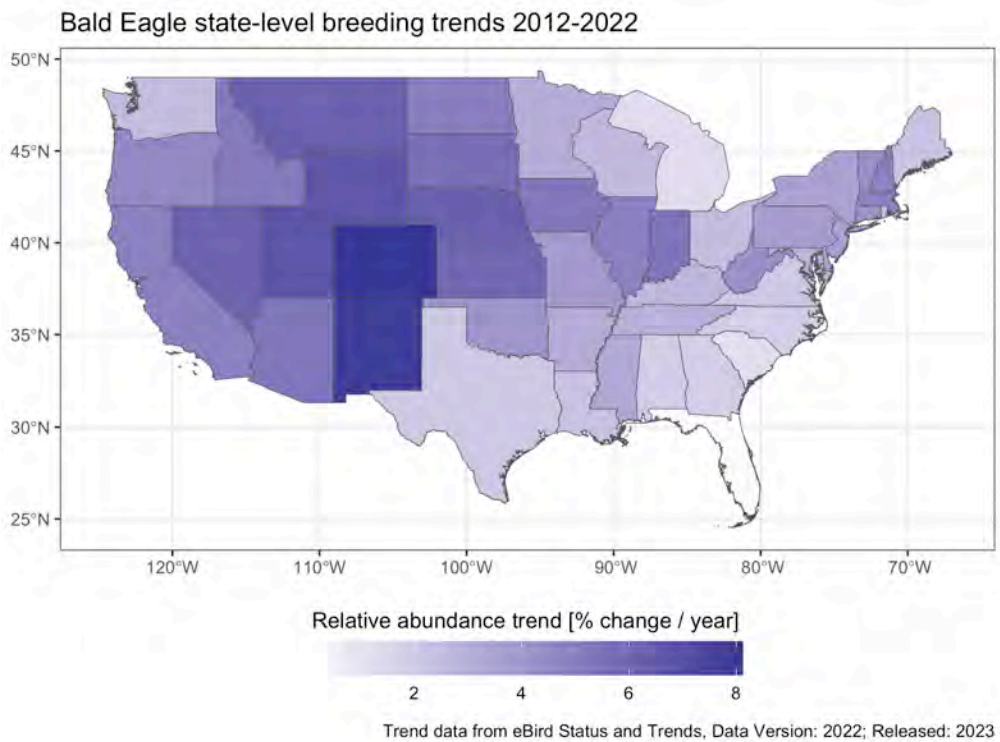 Bald Eagle state-level breeding trends 2012-2022
50°N
45°N
40°N
35°N
30°N
25°N
120°W 110°W 100°W 90°W 80°W 70°W
Relative abundance trend [% change / year]
2 4 6 8
Trend data from eBird Status and Trends, Data Version: 2022; Released: 2023